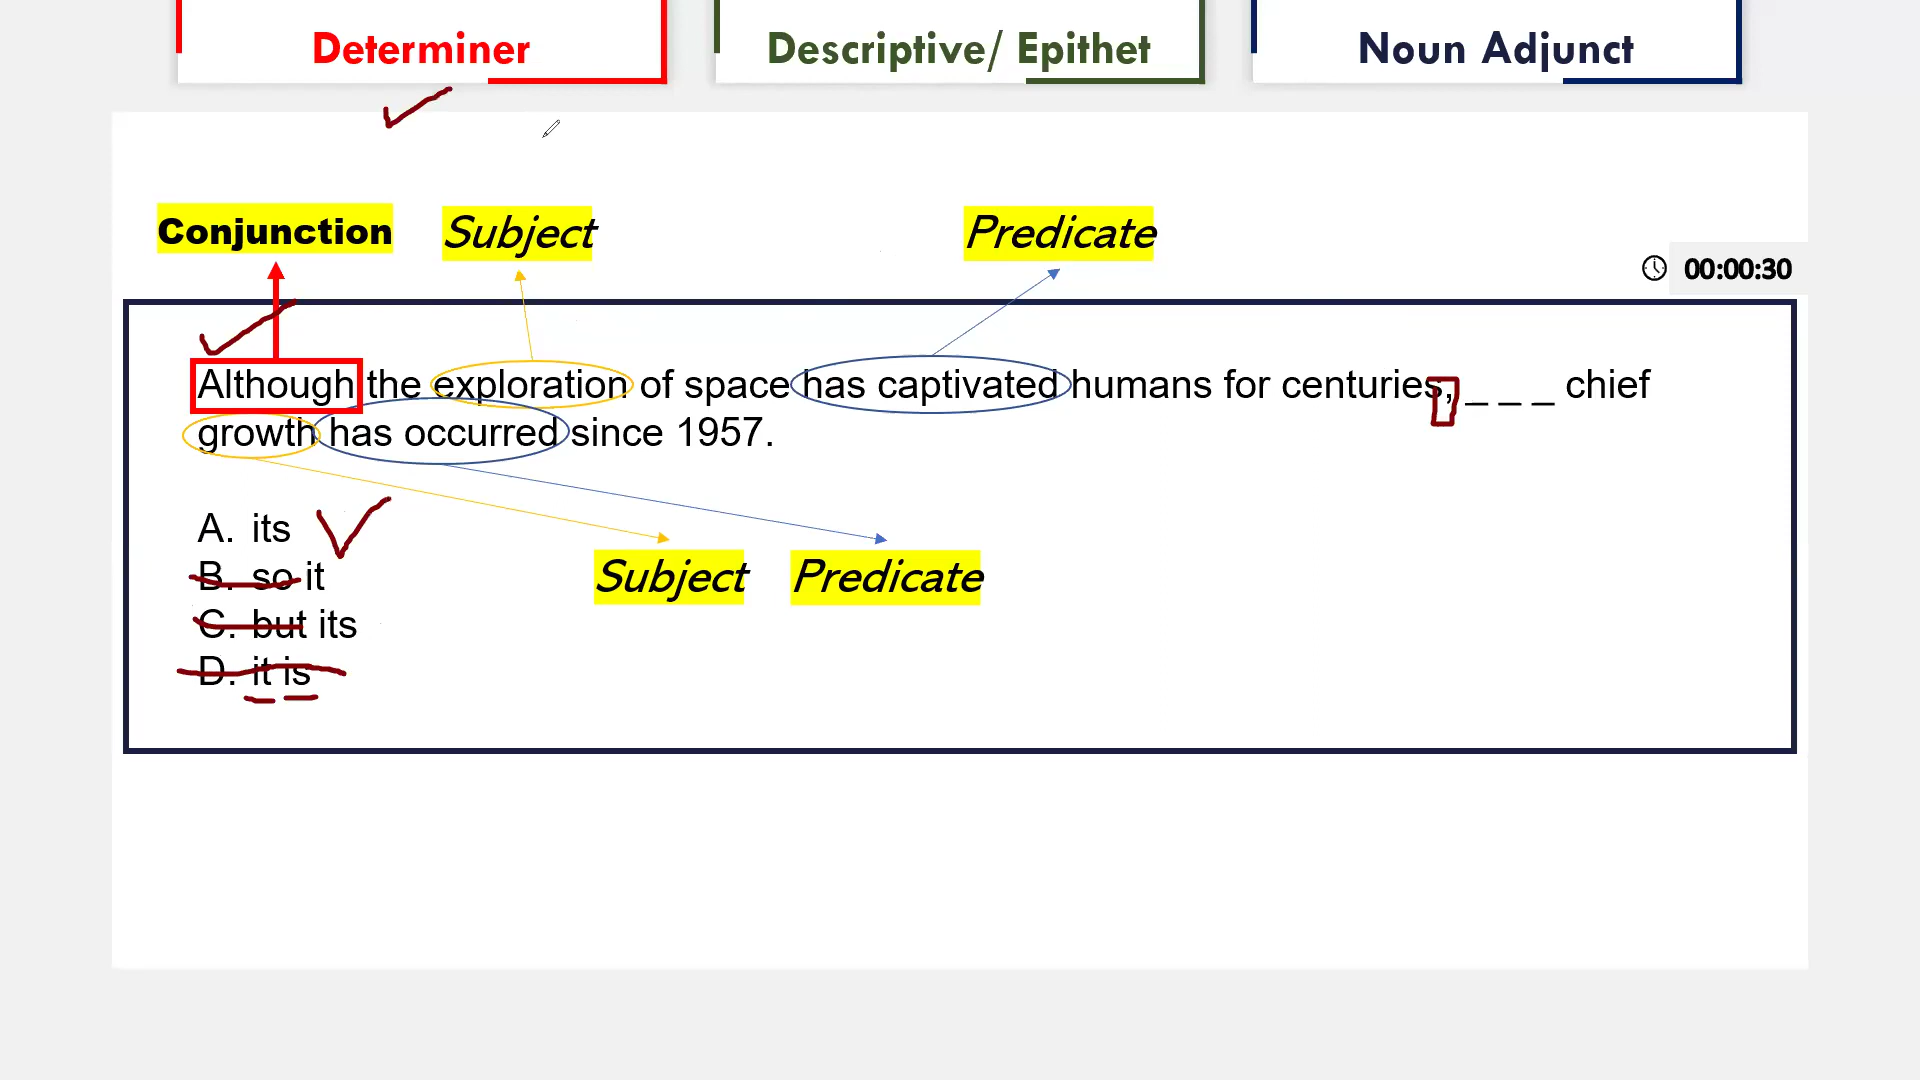 Determiner
Descriptive/ Epithet
Noun Adjunct
Conjunction
Subject
Predicate
00:00:30
Although the exploration of space has captivated humans for centuries, _ _ _ chief
growth has occurred since 1957.
A. its
B. so it
C. but its
D. it is
Subject
Predicate